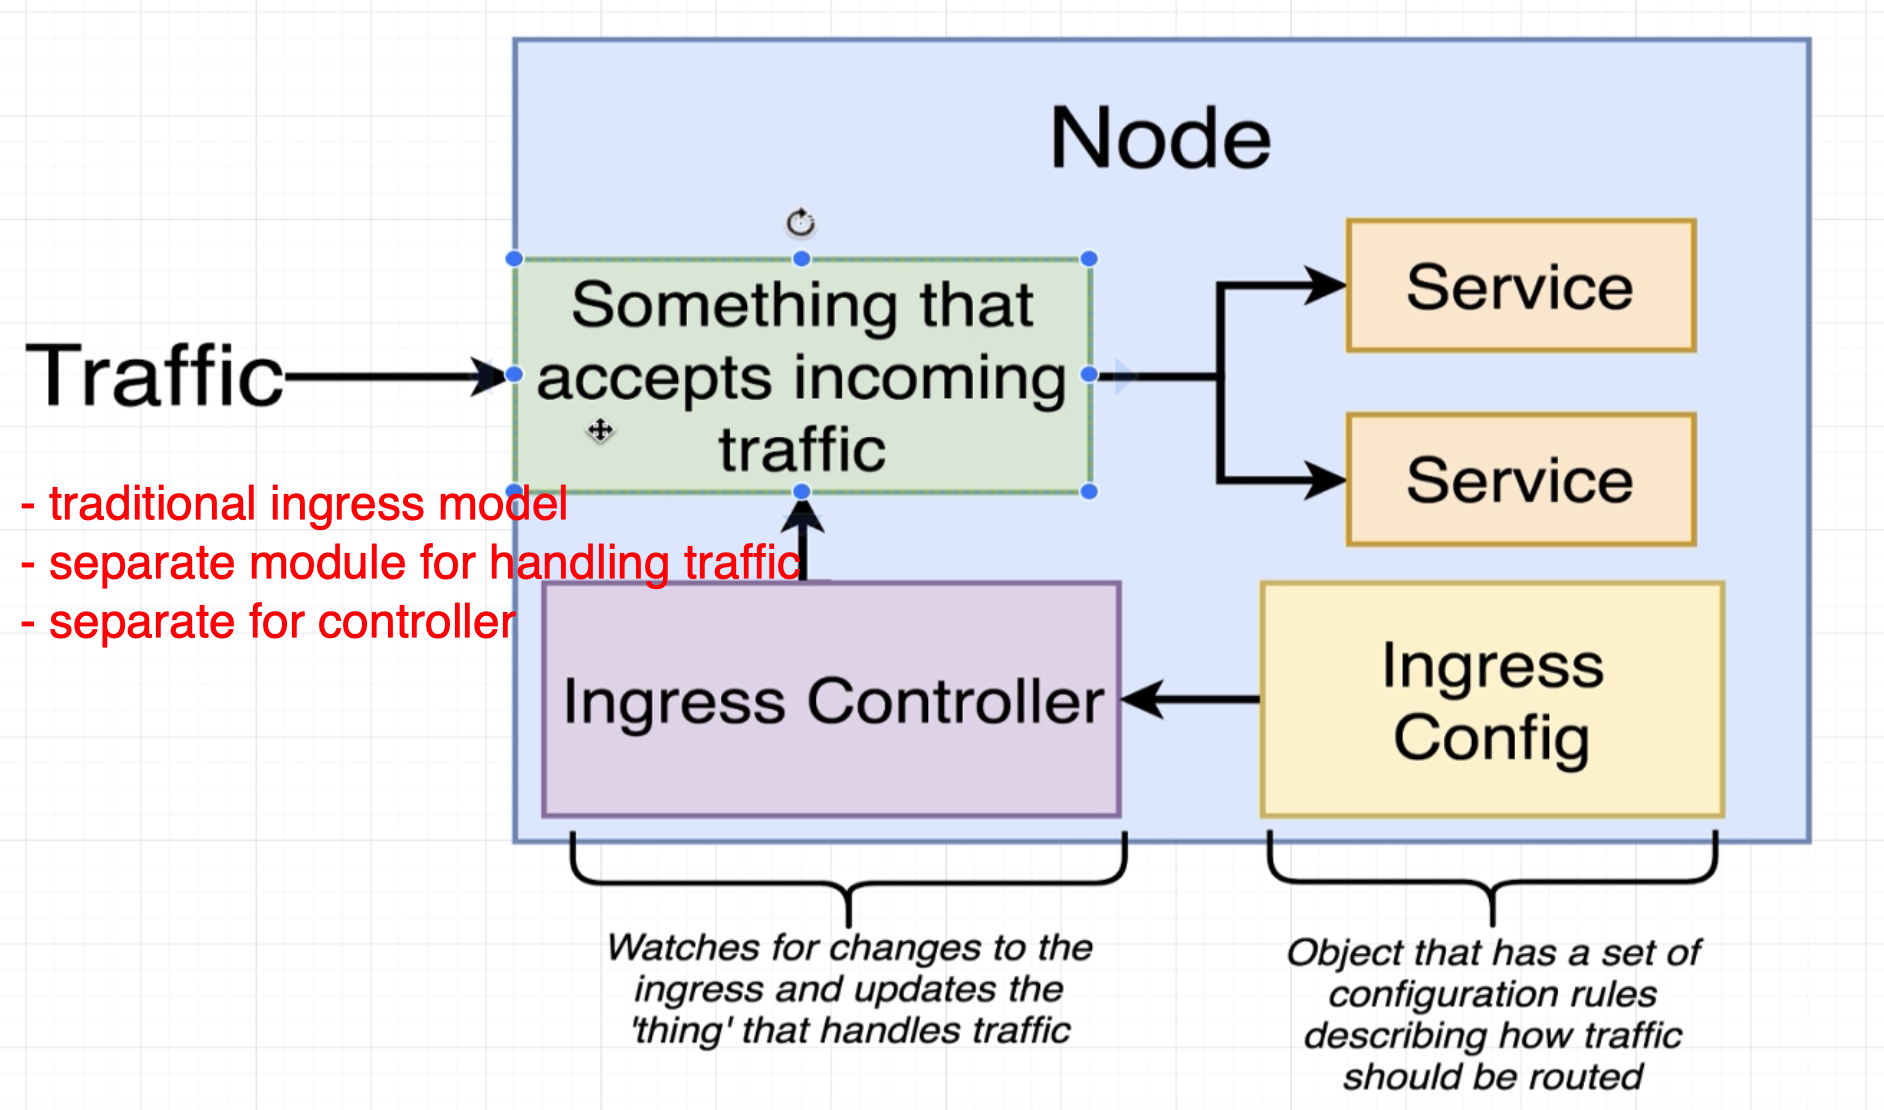 Node
Something that
accepts incoming
traffic
Service
Traffic
Service
- traditional ingress model
- separate module for handling traffic
- separate for controller
Ingress Controller
Ingress
Config
Watches for changes to the
ingress and updates the
'thing' that handles traffic
Object that has a set of
configuration rules
describing how traffic
should be routed